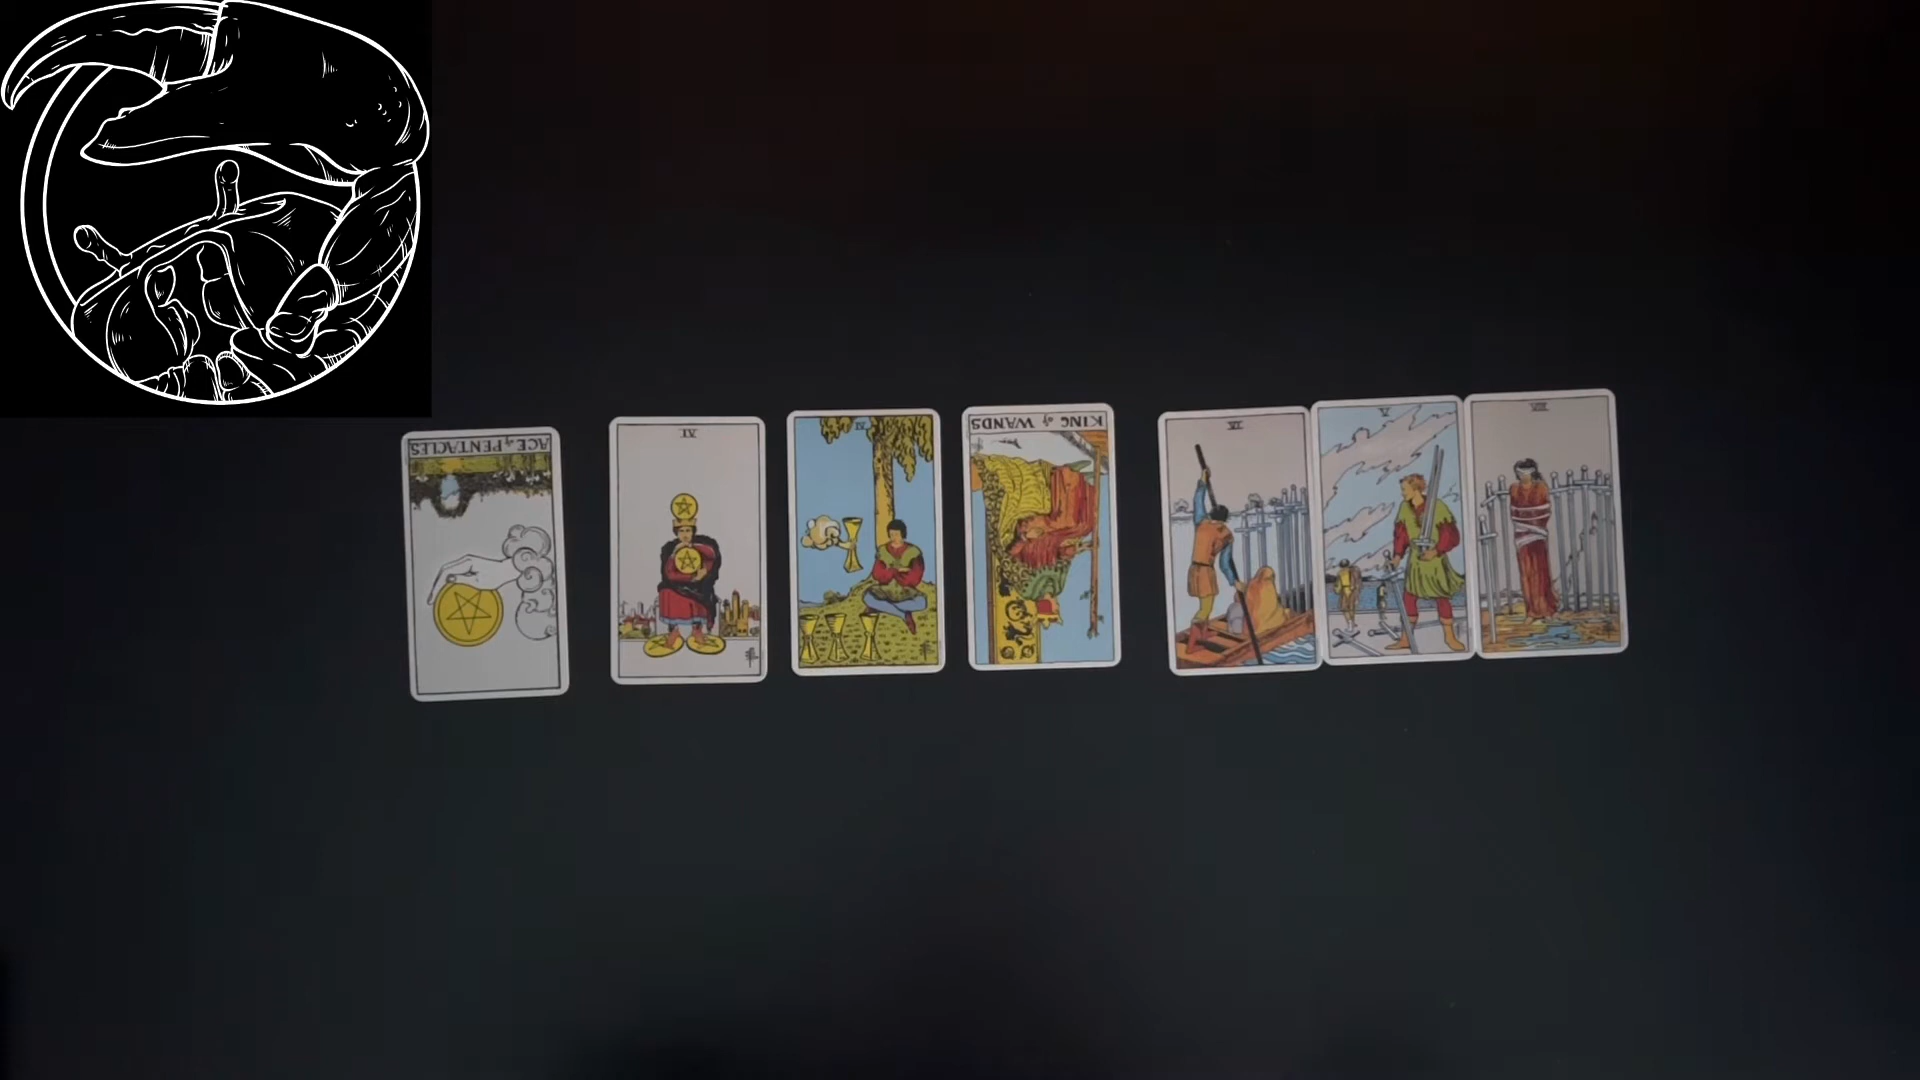 ACE of PENTACLES
IV
IV
KING of WANDS
VI
V
VIII